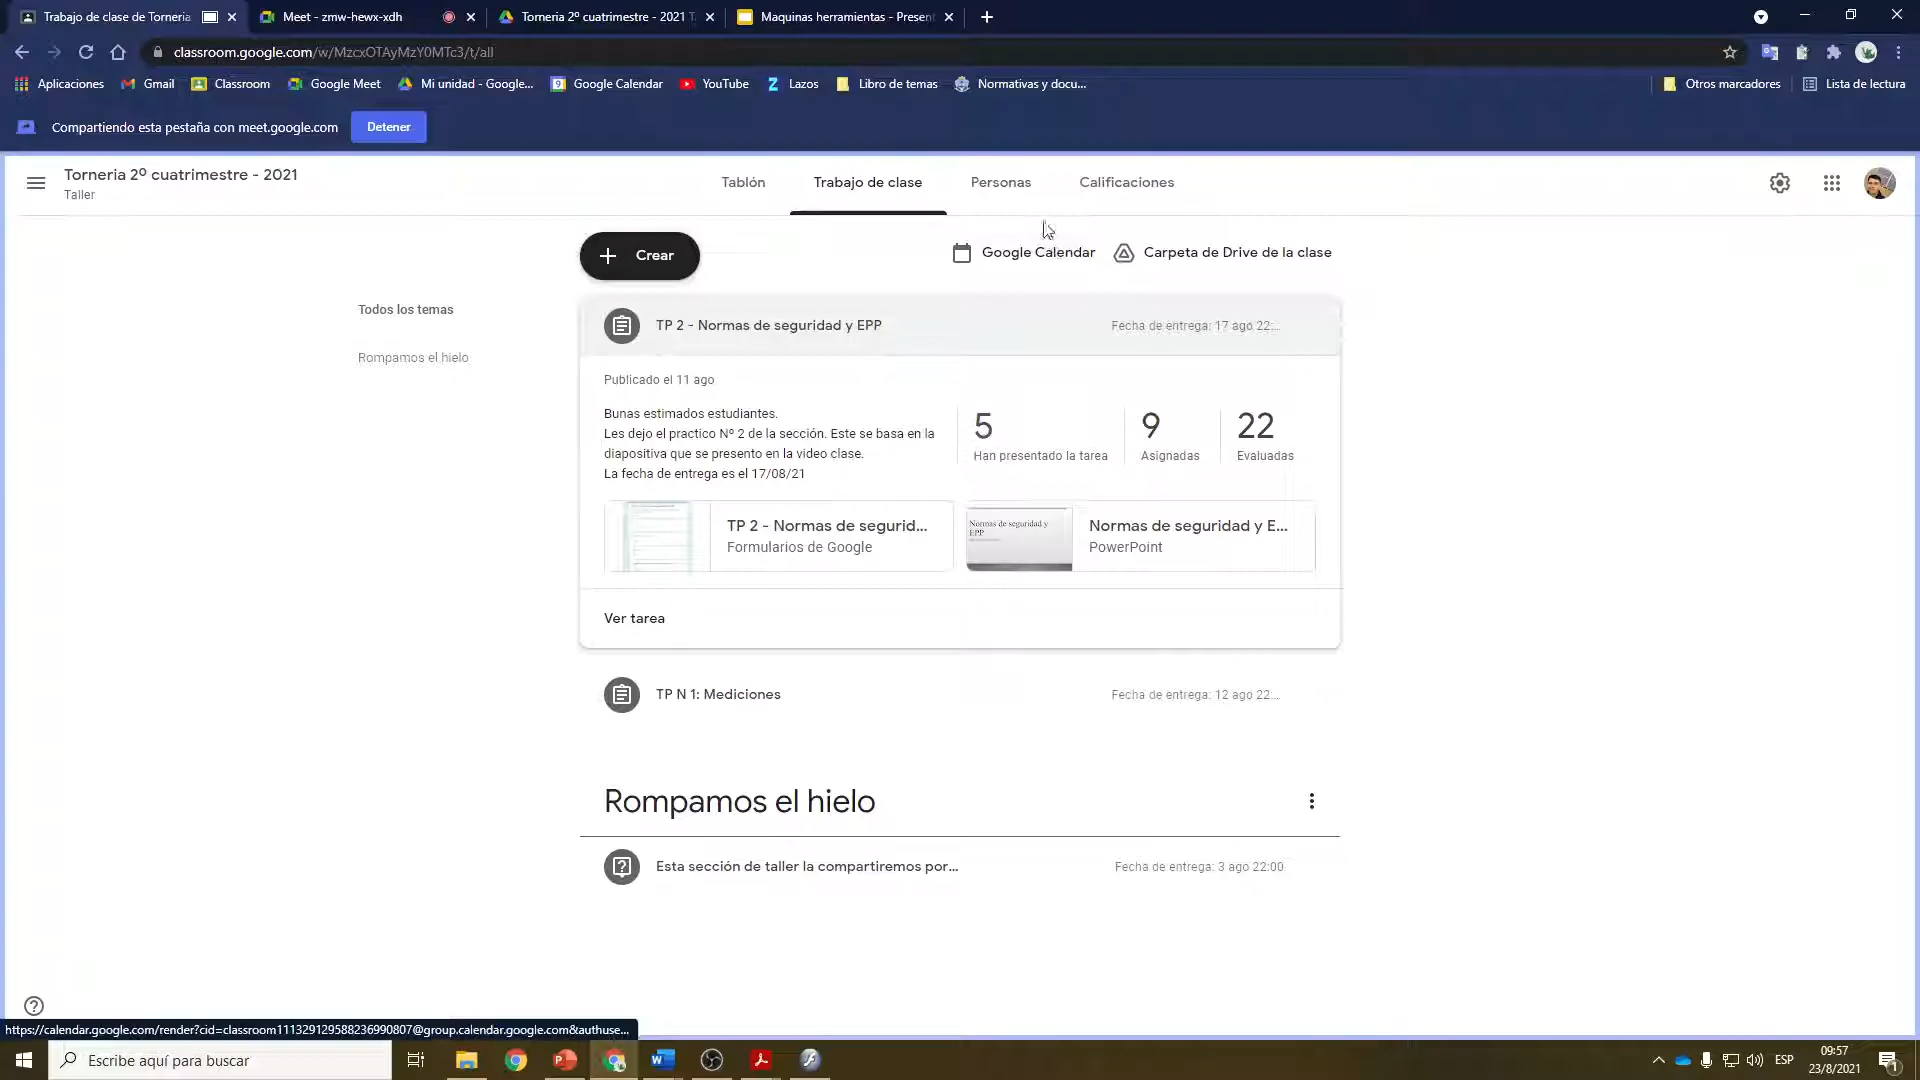 Trabajo de clase de Torneria
Meet - zmw-hewx-xdh
Torneria 2º cuatrimestre - 2021 T
Maquinas herramientas - Present
classroom.google.com/w/MzcxOTAyMzY0MTc3/t/all
Aplicaciones
Gmail
Classroom
Google Meet
Mi unidad - Google...
Google Calendar
YouTube
Lazos
Libro de temas
Normativas y docu...
Otros marcadores
Lista de lectura
Compartiendo esta pestaña con meet.google.com
Detener
Torneria 2º cuatrimestre - 2021
Taller
Tablón
Trabajo de clase
Personas
Calificaciones
Crear
Google Calendar
Carpeta de Drive de la clase
Todos los temas
Rompamos el hielo
TP 2 - Normas de seguridad y EPP
Fecha de entrega: 17 ago 22:...
Publicado el 11 ago
Bunas estimados estudiantes.
Les dejo el practico Nº 2 de la sección. Este se basa en la
diapositiva que se presento en la video clase.
La fecha de entrega es el 17/08/21
5
Han presentado la tarea
9
Asignadas
22
Evaluadas
TP 2 - Normas de segurid...
Formularios de Google
Normas de seguridad y
EPP
Normas de seguridad y E...
PowerPoint
Ver tarea
TP N 1: Mediciones
Fecha de entrega: 12 ago 22:...
Rompamos el hielo
Esta sección de taller la compartiremos por...
Fecha de entrega: 3 ago 22:00
https://calendar.google.com/render?cid=classroom111329129588236990807@group.calendar.google.com&authuse...
Escribe aquí para buscar
ESP
09:57
23/8/2021
1